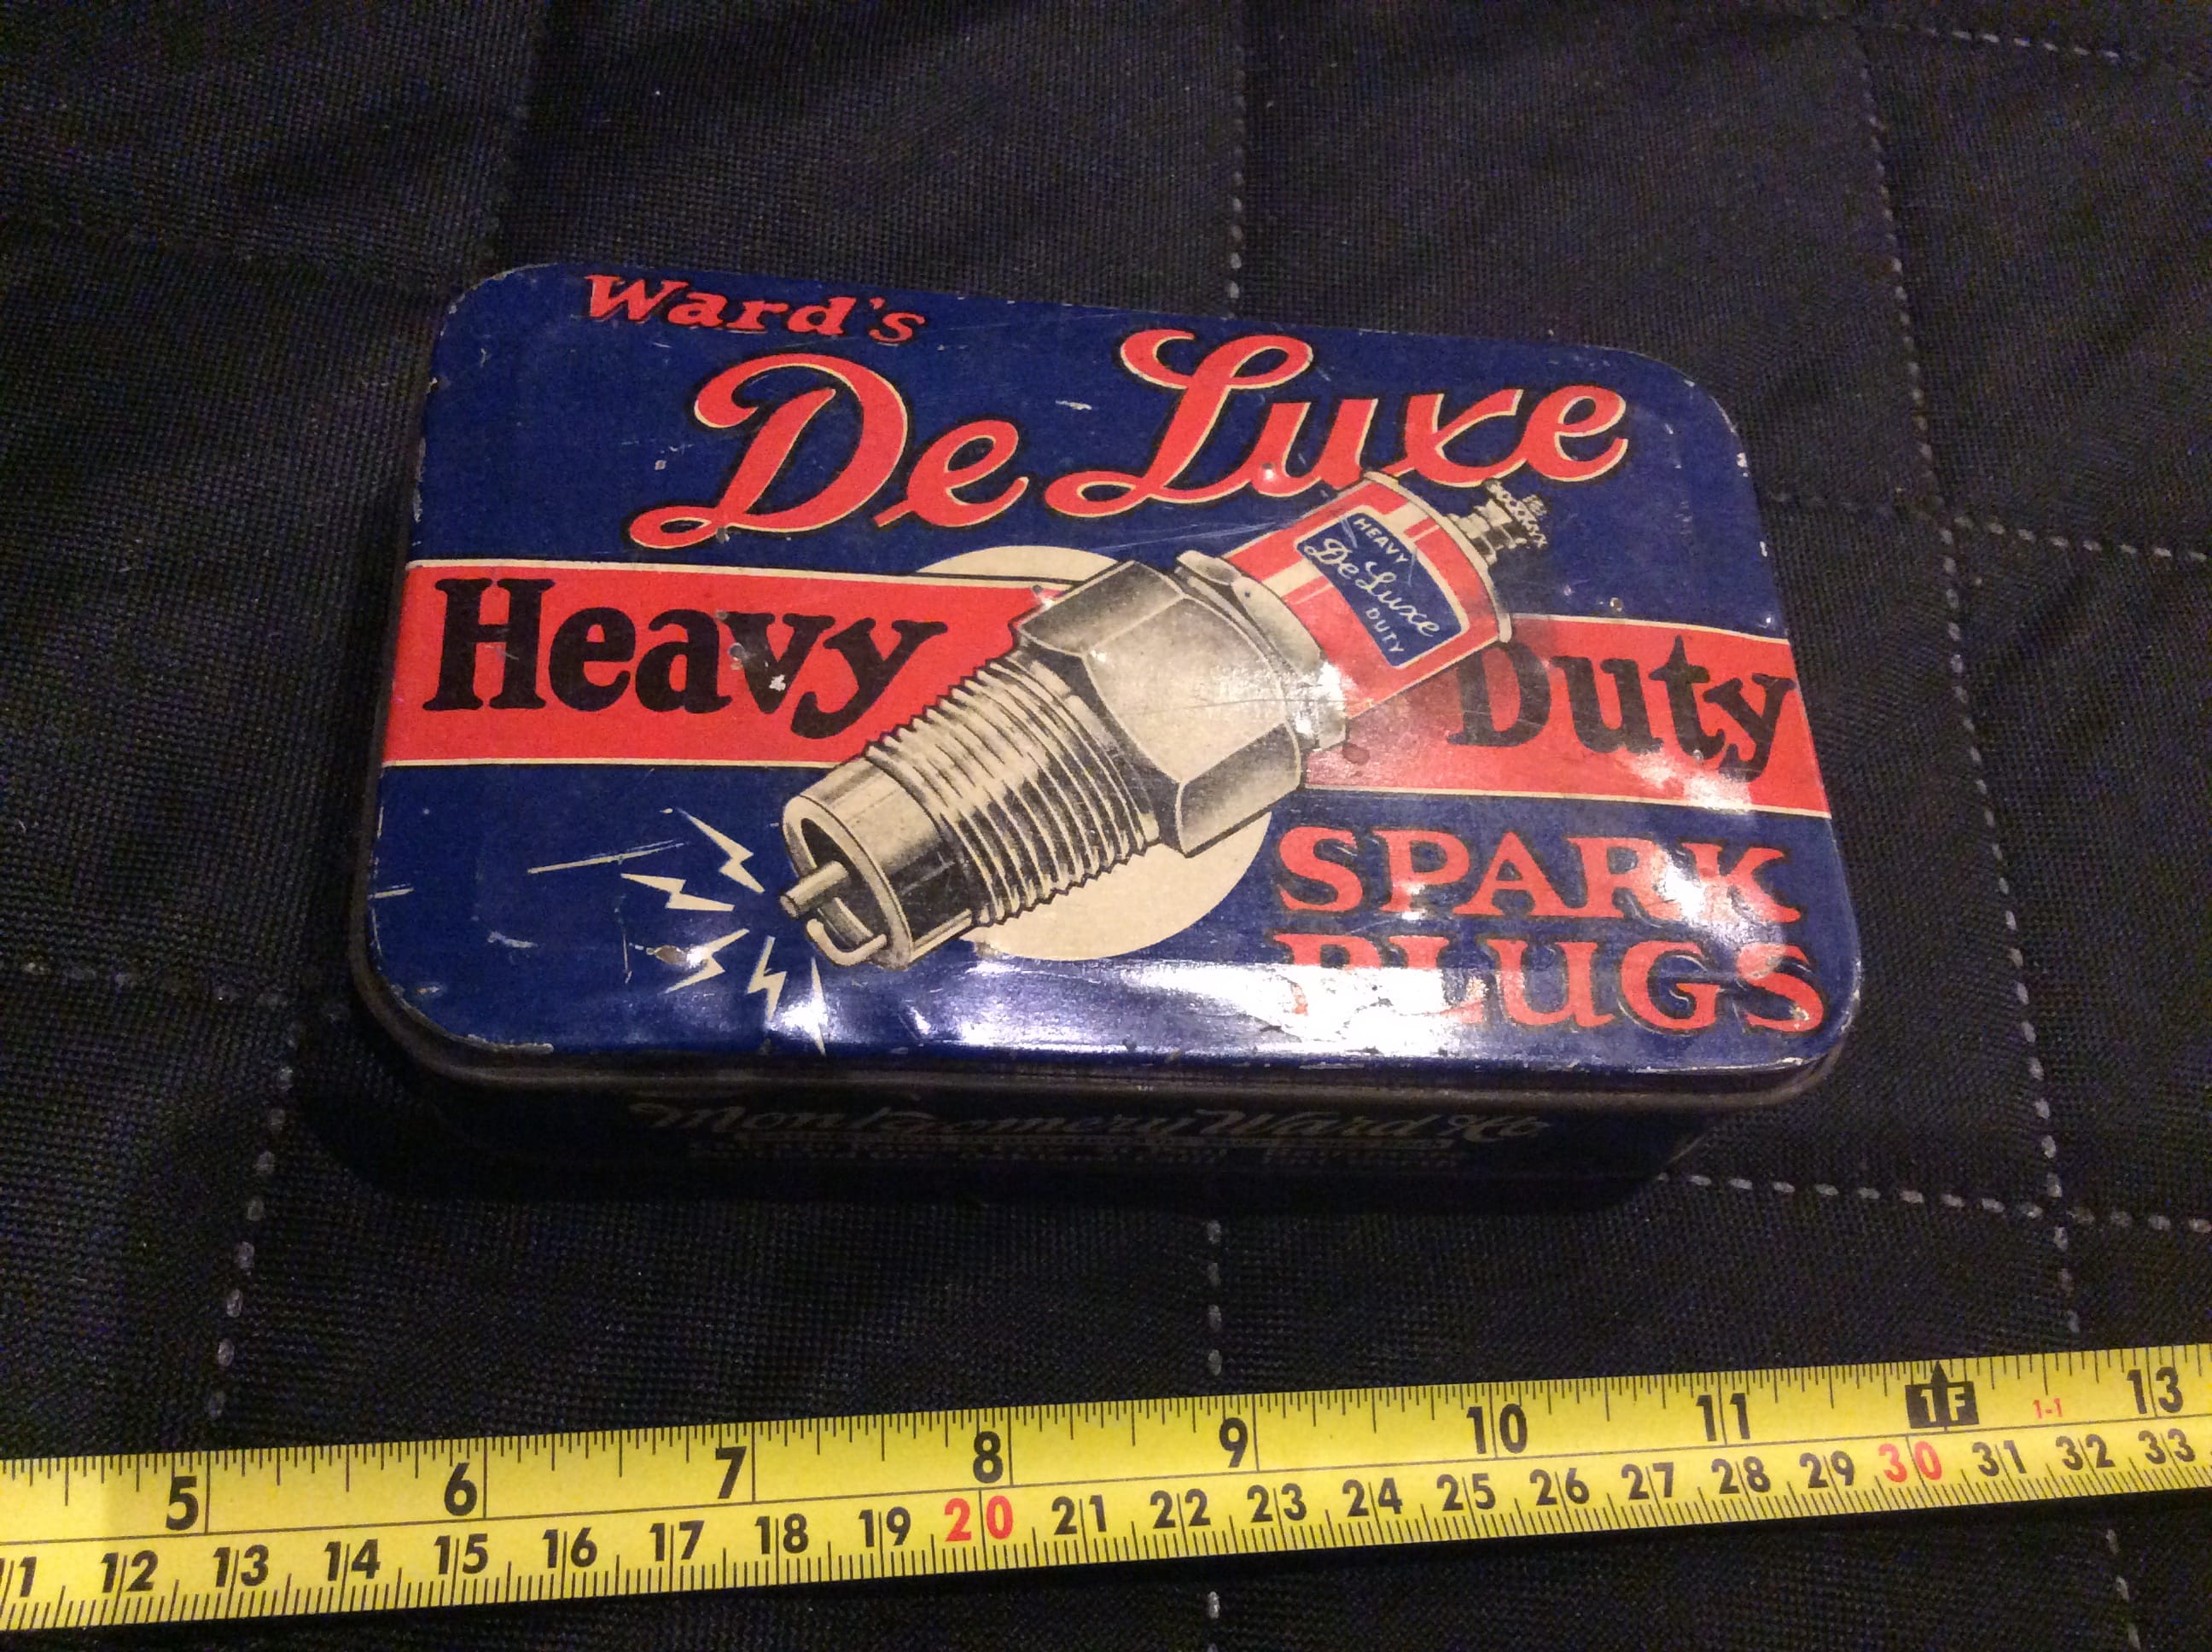 Ward's
De Luxe
HEAVY
De Luxe
DUTY
Heavy Duty
SPARK
PLUGS
Montgomery Ward & Co.
5 6 7 8 9 10 11 1F 1-1 13
11 12 13 14 15 16 17 18 19 20 21 22 23 24 25 26 27 28 29 30 31 32 33